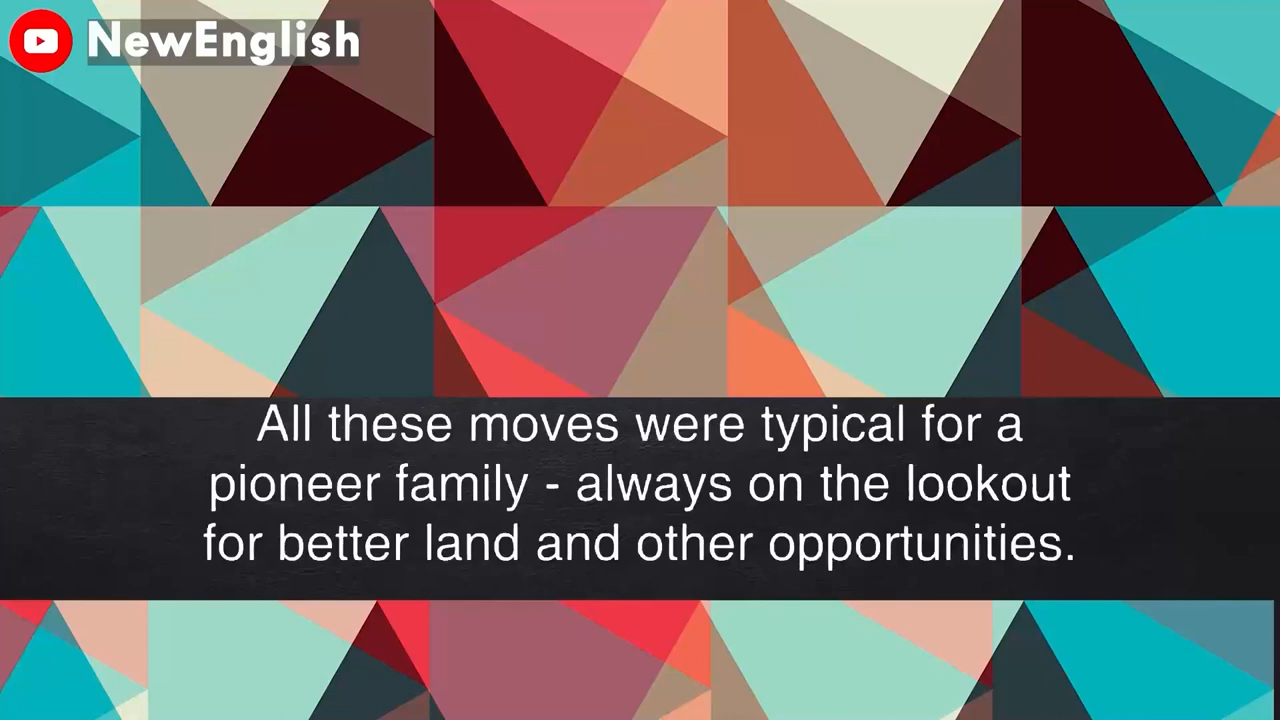 NewEnglish
All these moves were typical for a
pioneer family - always on the lookout
for better land and other opportunities.